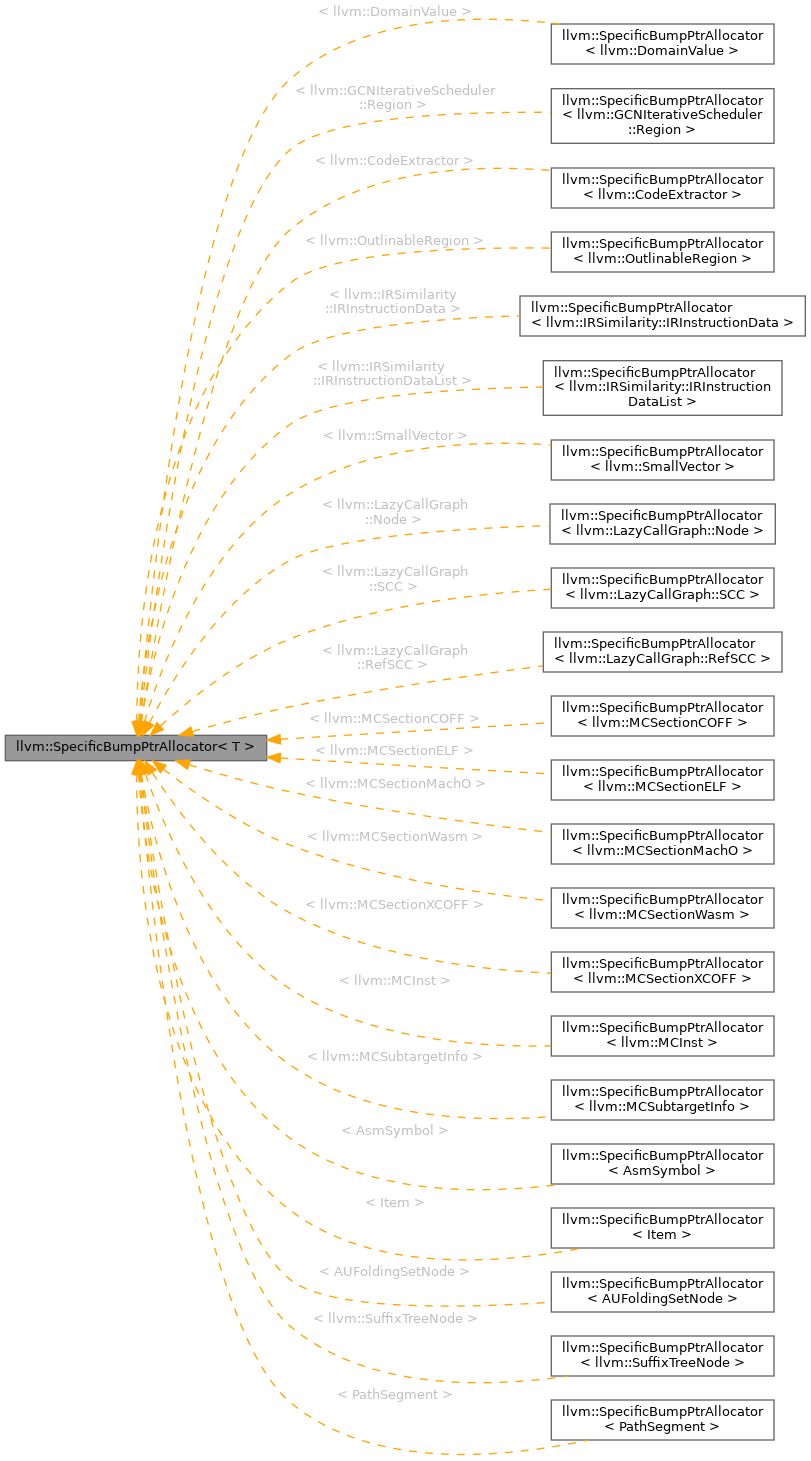 < llvm::DomainValue >
llvm::SpecificBumpPtrAllocator
< llvm::DomainValue >
< llvm::GCNIterativeScheduler
::Region >
llvm::SpecificBumpPtrAllocator
< llvm::GCNIterativeScheduler
::Region >
< llvm::CodeExtractor >
llvm::SpecificBumpPtrAllocator
< llvm::CodeExtractor >
< llvm::OutlinableRegion >
llvm::SpecificBumpPtrAllocator
< llvm::OutlinableRegion >
< llvm::IRSimilarity
::IRInstructionData >
llvm::SpecificBumpPtrAllocator
< llvm::IRSimilarity::IRInstructionData >
< llvm::IRSimilarity
::IRInstructionDataList >
llvm::SpecificBumpPtrAllocator
< llvm::IRSimilarity::IRInstruction
DataList >
< llvm::SmallVector >
llvm::SpecificBumpPtrAllocator
< llvm::SmallVector >
< llvm::LazyCallGraph
::Node >
llvm::SpecificBumpPtrAllocator
< llvm::LazyCallGraph::Node >
< llvm::LazyCallGraph
::SCC >
llvm::SpecificBumpPtrAllocator
< llvm::LazyCallGraph::SCC >
< llvm::LazyCallGraph
::RefSCC >
llvm::SpecificBumpPtrAllocator
< llvm::LazyCallGraph::RefSCC >
< llvm::MCSectionCOFF >
llvm::SpecificBumpPtrAllocator
< llvm::MCSectionCOFF >
llvm::SpecificBumpPtrAllocator< T >
< llvm::MCSectionELF >
llvm::SpecificBumpPtrAllocator
< llvm::MCSectionELF >
< llvm::MCSectionMachO >
llvm::SpecificBumpPtrAllocator
< llvm::MCSectionMachO >
< llvm::MCSectionWasm >
llvm::SpecificBumpPtrAllocator
< llvm::MCSectionWasm >
< llvm::MCSectionXCOFF >
llvm::SpecificBumpPtrAllocator
< llvm::MCSectionXCOFF >
< llvm::MCInst >
llvm::SpecificBumpPtrAllocator
< llvm::MCInst >
< llvm::MCSubtargetInfo >
llvm::SpecificBumpPtrAllocator
< llvm::MCSubtargetInfo >
< AsmSymbol >
llvm::SpecificBumpPtrAllocator
< AsmSymbol >
< Item >
llvm::SpecificBumpPtrAllocator
< Item >
< AUFoldingSetNode >
llvm::SpecificBumpPtrAllocator
< AUFoldingSetNode >
< llvm::SuffixTreeNode >
llvm::SpecificBumpPtrAllocator
< llvm::SuffixTreeNode >
< PathSegment >
llvm::SpecificBumpPtrAllocator
< PathSegment >